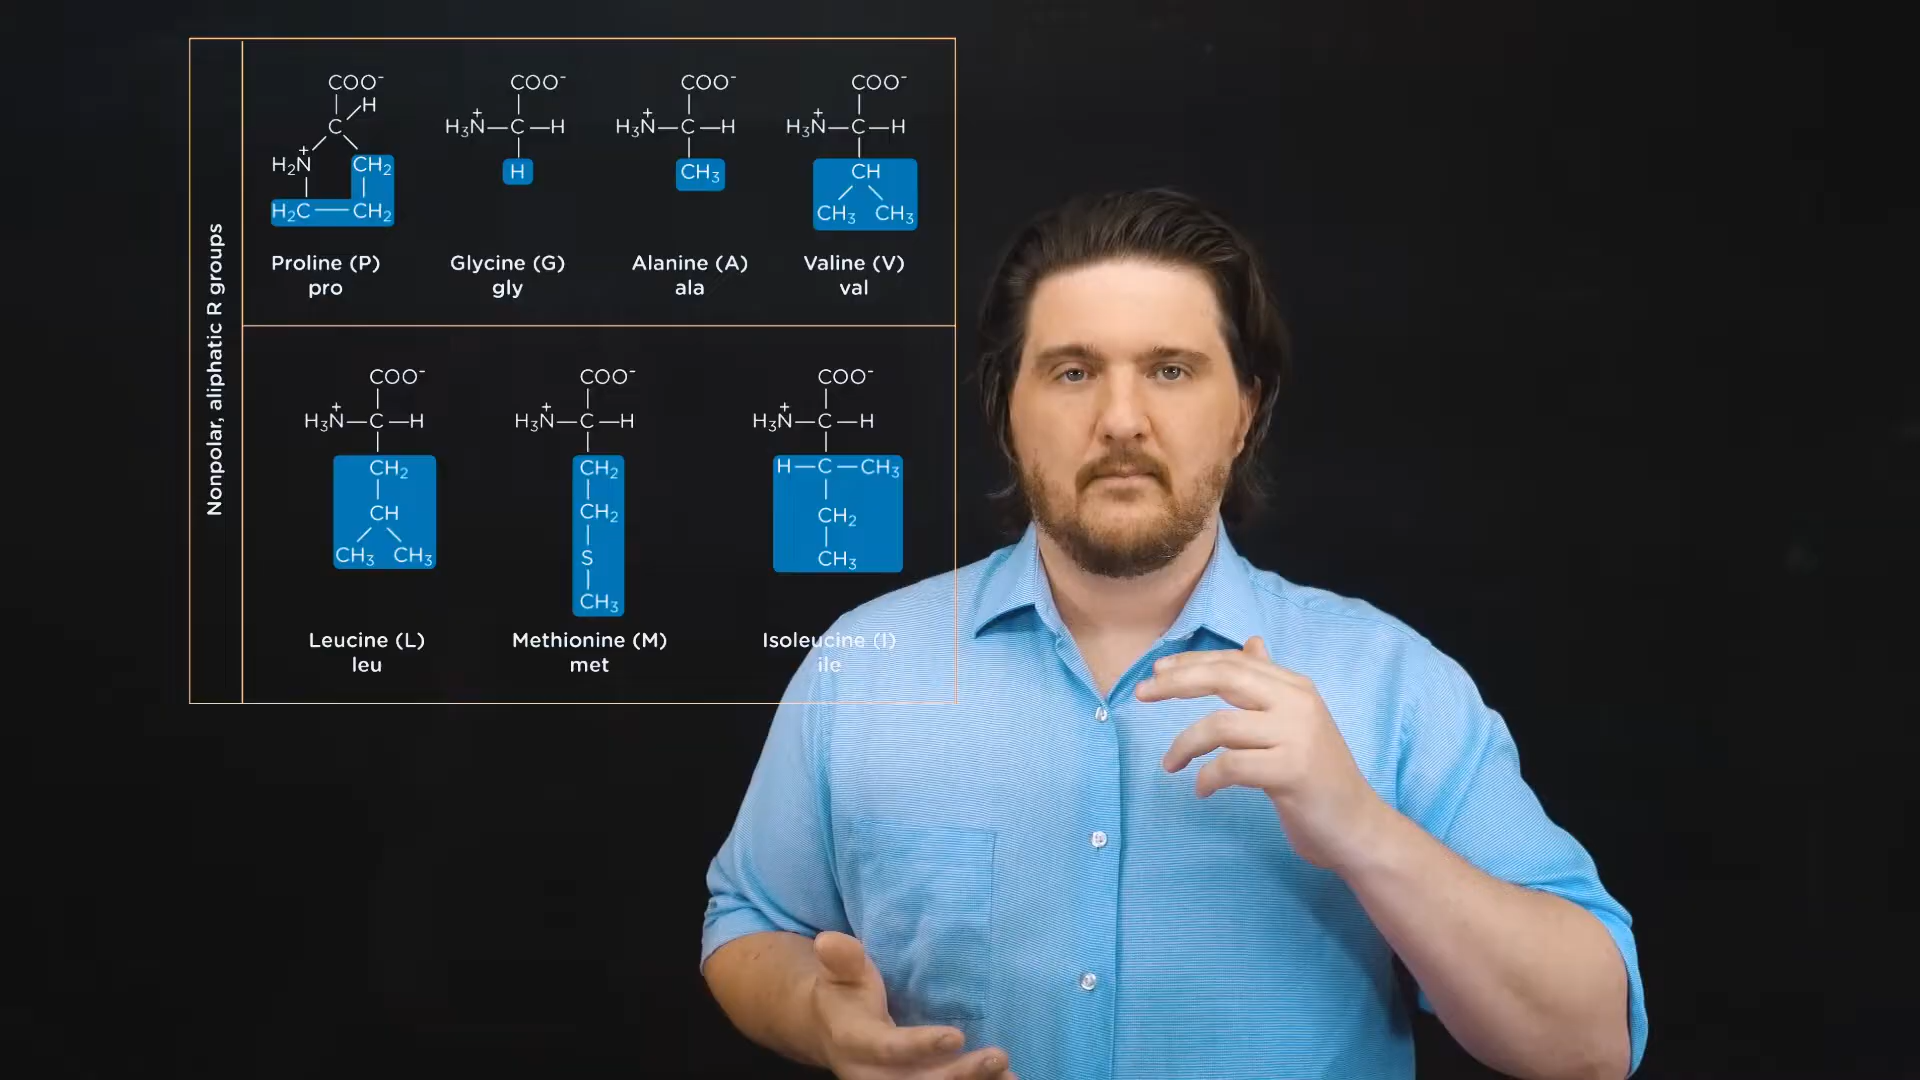 Nonpolar, aliphatic R groups
COO⁻
H
C
H₂N⁺
CH₂
H₂C—CH₂
Proline (P)
pro
COO⁻
H₃N⁺—C—H
H
Glycine (G)
gly
COO⁻
H₃N⁺—C—H
CH₃
Alanine (A)
ala
COO⁻
H₃N⁺—C—H
CH
CH₃ CH₃
Valine (V)
val
COO⁻
H₃N⁺—C—H
CH₂
CH
CH₃ CH₃
Leucine (L)
leu
COO⁻
H₃N⁺—C—H
CH₂
CH₂
S
CH₃
Methionine (M)
met
COO⁻
H₃N⁺—C—H
H—C—CH₃
CH₂
CH₃
Isoleucine (I)
ile